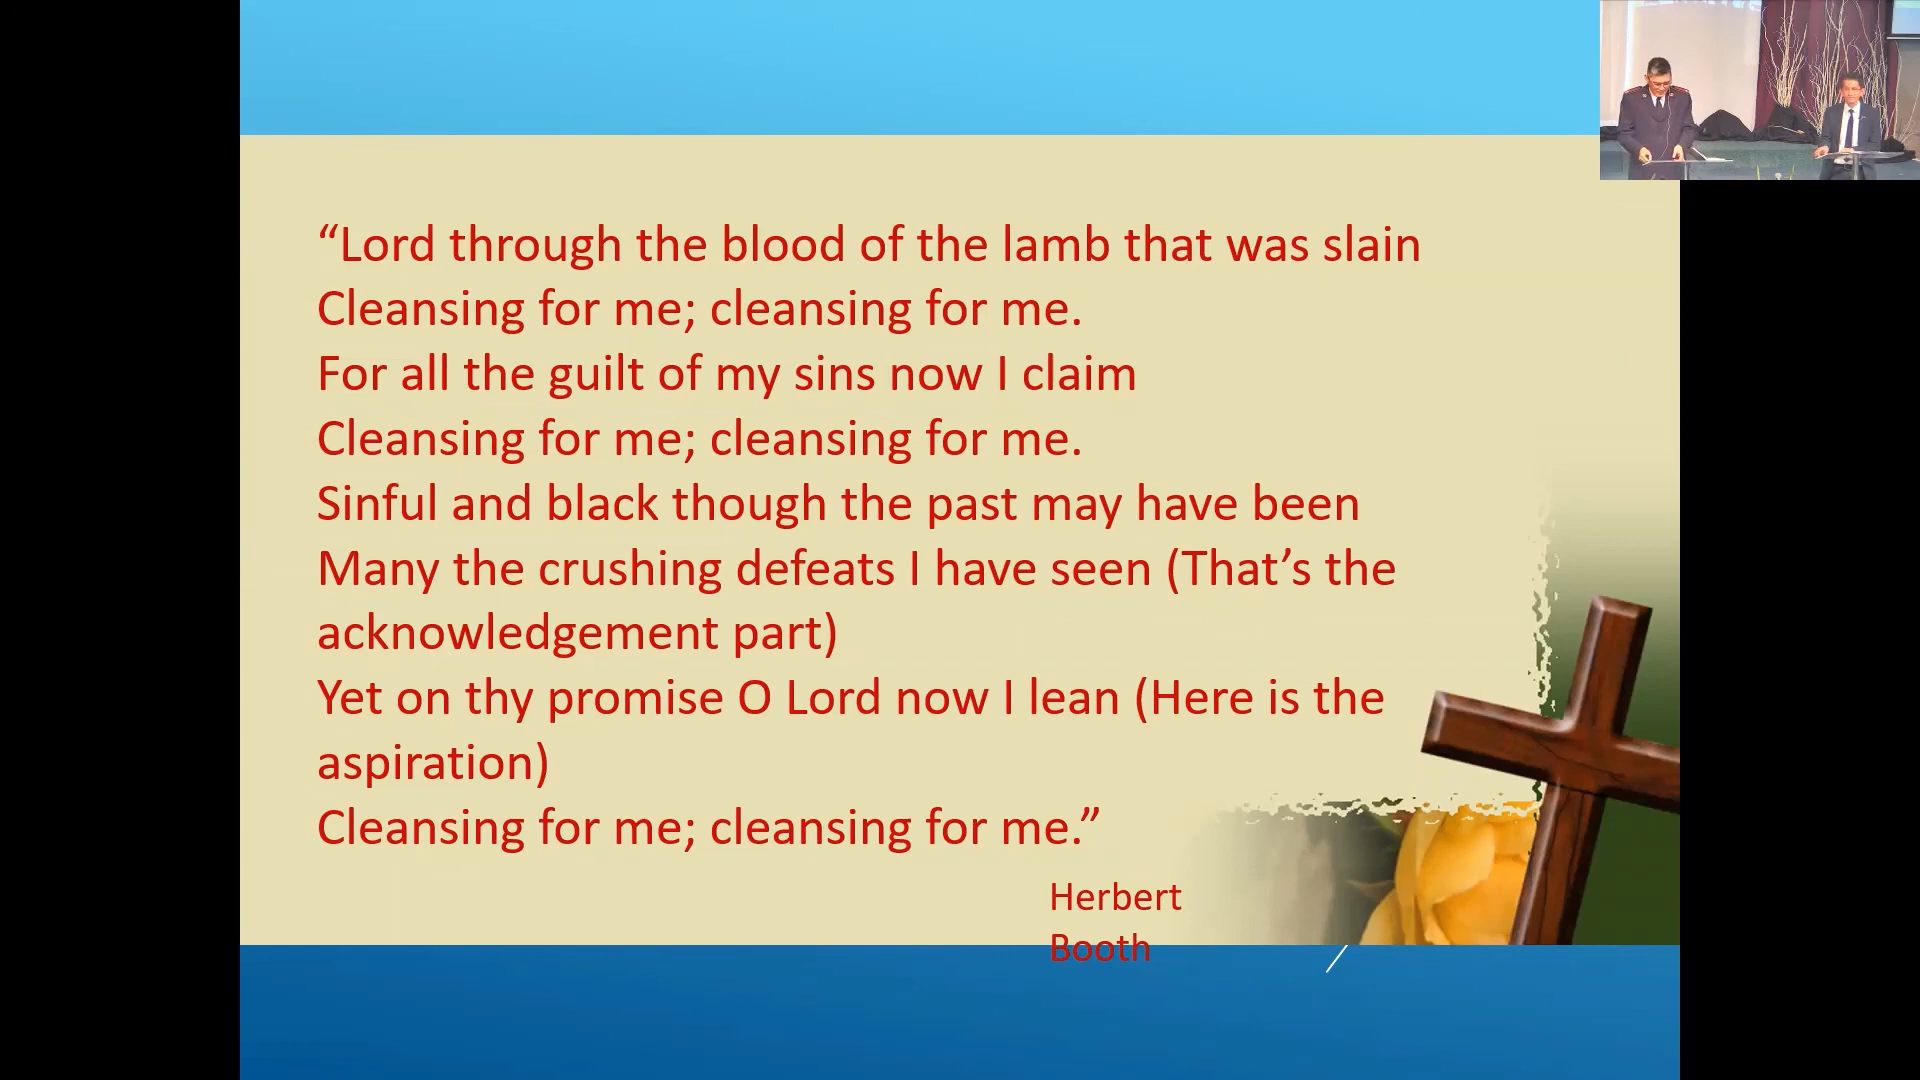 “Lord through the blood of the lamb that was slain
Cleansing for me; cleansing for me.
For all the guilt of my sins now I claim
Cleansing for me; cleansing for me.
Sinful and black though the past may have been
Many the crushing defeats I have seen (That’s the
acknowledgement part)
Yet on thy promise O Lord now I lean (Here is the
aspiration)
Cleansing for me; cleansing for me.”
Herbert
Booth